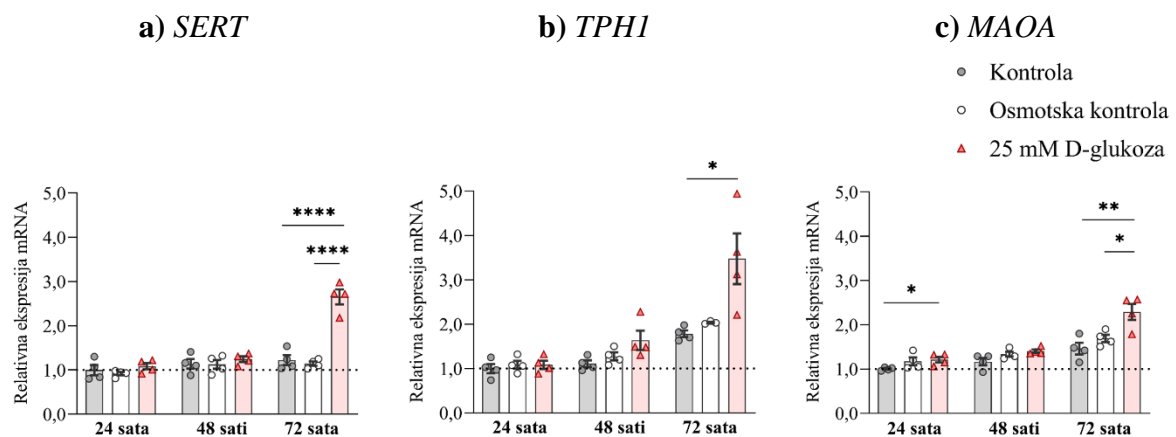 a) SERT
b) TPH1
c) MAOA
Kontrola
Osmotska kontrola
25 mM D-glukoza
Relativna ekspresija mRNA
5,0
4,0
3,0
2,0
1,0
0,0
****
****
24 sata 48 sati 72 sata
Relativna ekspresija mRNA
5,0
4,0
3,0
2,0
1,0
0,0
*
24 sata 48 sati 72 sata
Relativna ekspresija mRNA
5,0
4,0
3,0
2,0
1,0
0,0
*
**
*
24 sata 48 sati 72 sata